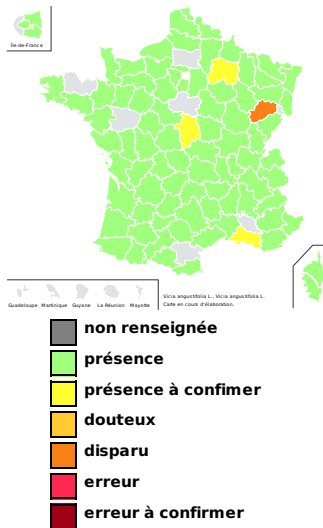 Île-de-France
Guadeloupe Martinique Guyane La Réunion Mayotte
Vicia angustifolia L., Vicia angustifolia L.
Carte en cours d'élaboration.
non renseignée
présence
présence à confimer
douteux
disparu
erreur
erreur à confirmer